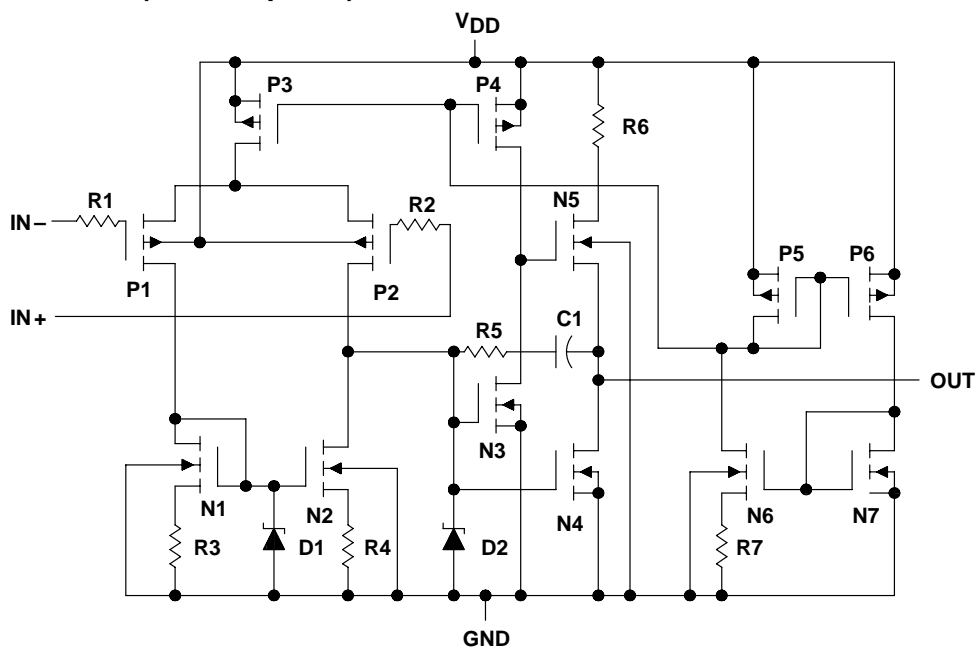 VDD
P3
P4
R6
R1
R2
N5
IN−
P1
P2
P5
P6
IN+
R5
C1
OUT
N3
N1
N2
N4
N6
N7
R3
D1
R4
D2
R7
GND